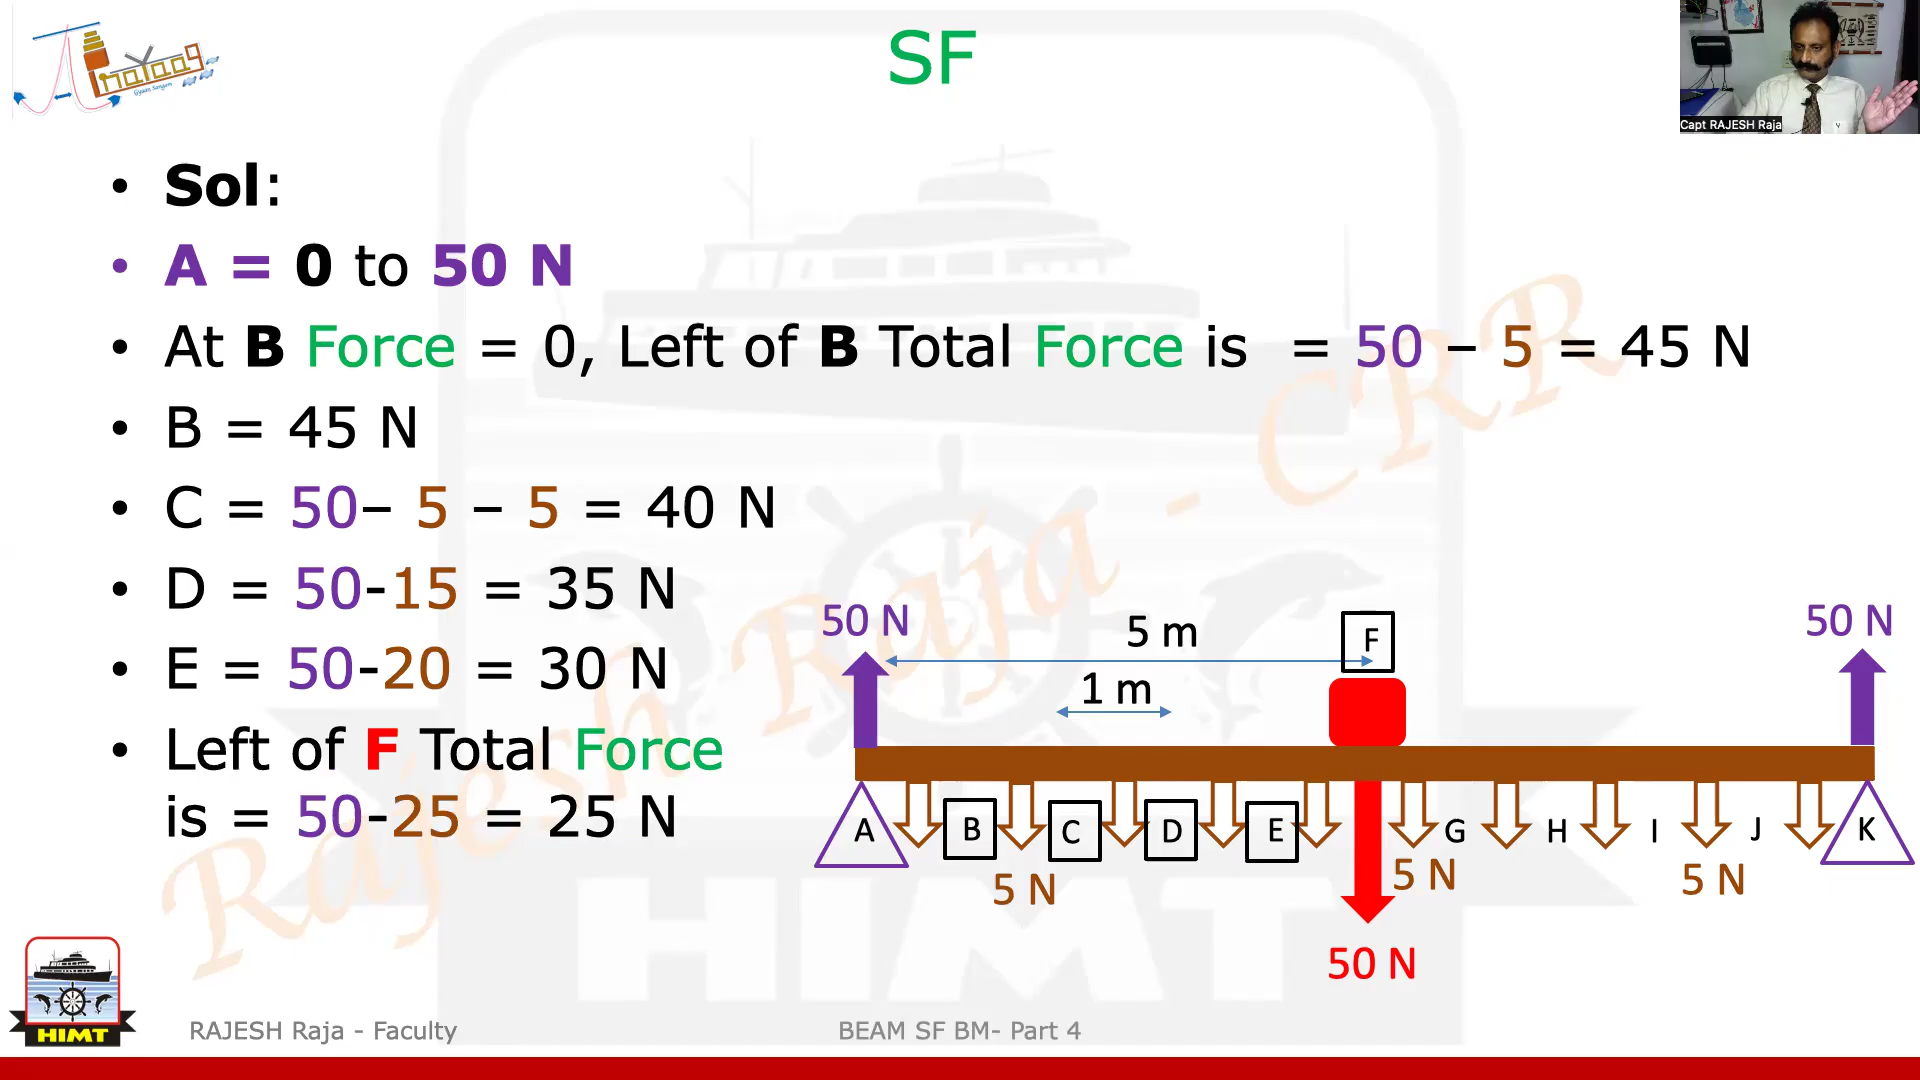 SF
Capt RAJESH Raja
• Sol:
• A = 0 to 50 N
• At B Force = 0, Left of B Total Force is = 50 – 5 = 45 N
• B = 45 N
• C = 50– 5 – 5 = 40 N
• D = 50-15 = 35 N
• E = 50-20 = 30 N
• Left of F Total Force
is = 50-25 = 25 N
50 N
5 m
F
50 N
1 m
A B C D E G H I J K
5 N
5 N
5 N
50 N
Rajesh Raja - CRR
HIMT
HIMT
RAJESH Raja - Faculty
BEAM SF BM- Part 4